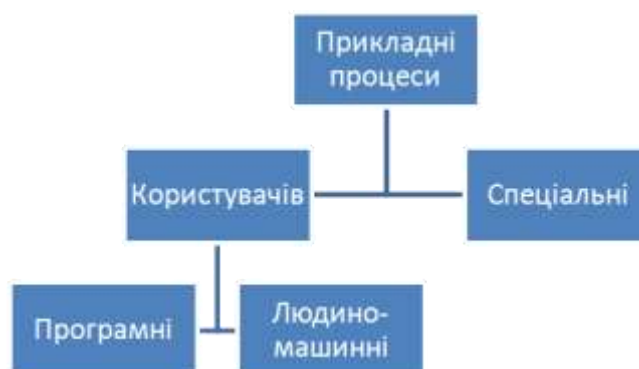 Прикладні
процеси
Користувачів
Спеціальні
Програмні
Людино-
машинні